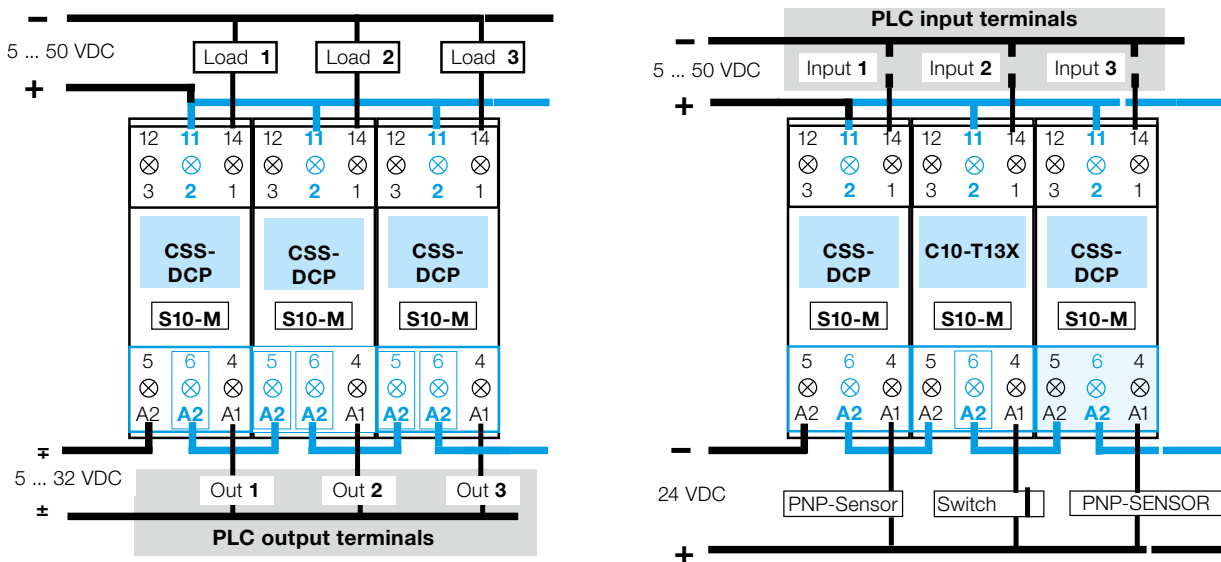 −
5 ... 50 VDC
+
Load 1
Load 2
Load 3
12 11 14 12 11 14 12 11 14
3 2 1 3 2 1 3 2 1
CSS-
DCP
CSS-
DCP
CSS-
DCP
S10-M
S10-M
S10-M
5 6 4 5 6 4 5 6 4
A2 A2 A1 A2 A2 A1 A2 A2 A1
∓
5 ... 32 VDC
±
Out 1
Out 2
Out 3
PLC output terminals
PLC input terminals
−
5 ... 50 VDC
+
Input 1
Input 2
Input 3
12 11 14 12 11 14 12 11 14
3 2 1 3 2 1 3 2 1
CSS-
DCP
C10-T13X
CSS-
DCP
S10-M
S10-M
S10-M
5 6 4 5 6 4 5 6 4
A2 A2 A1 A2 A2 A1 A2 A2 A1
−
24 VDC
+
PNP-Sensor
Switch
PNP-SENSOR